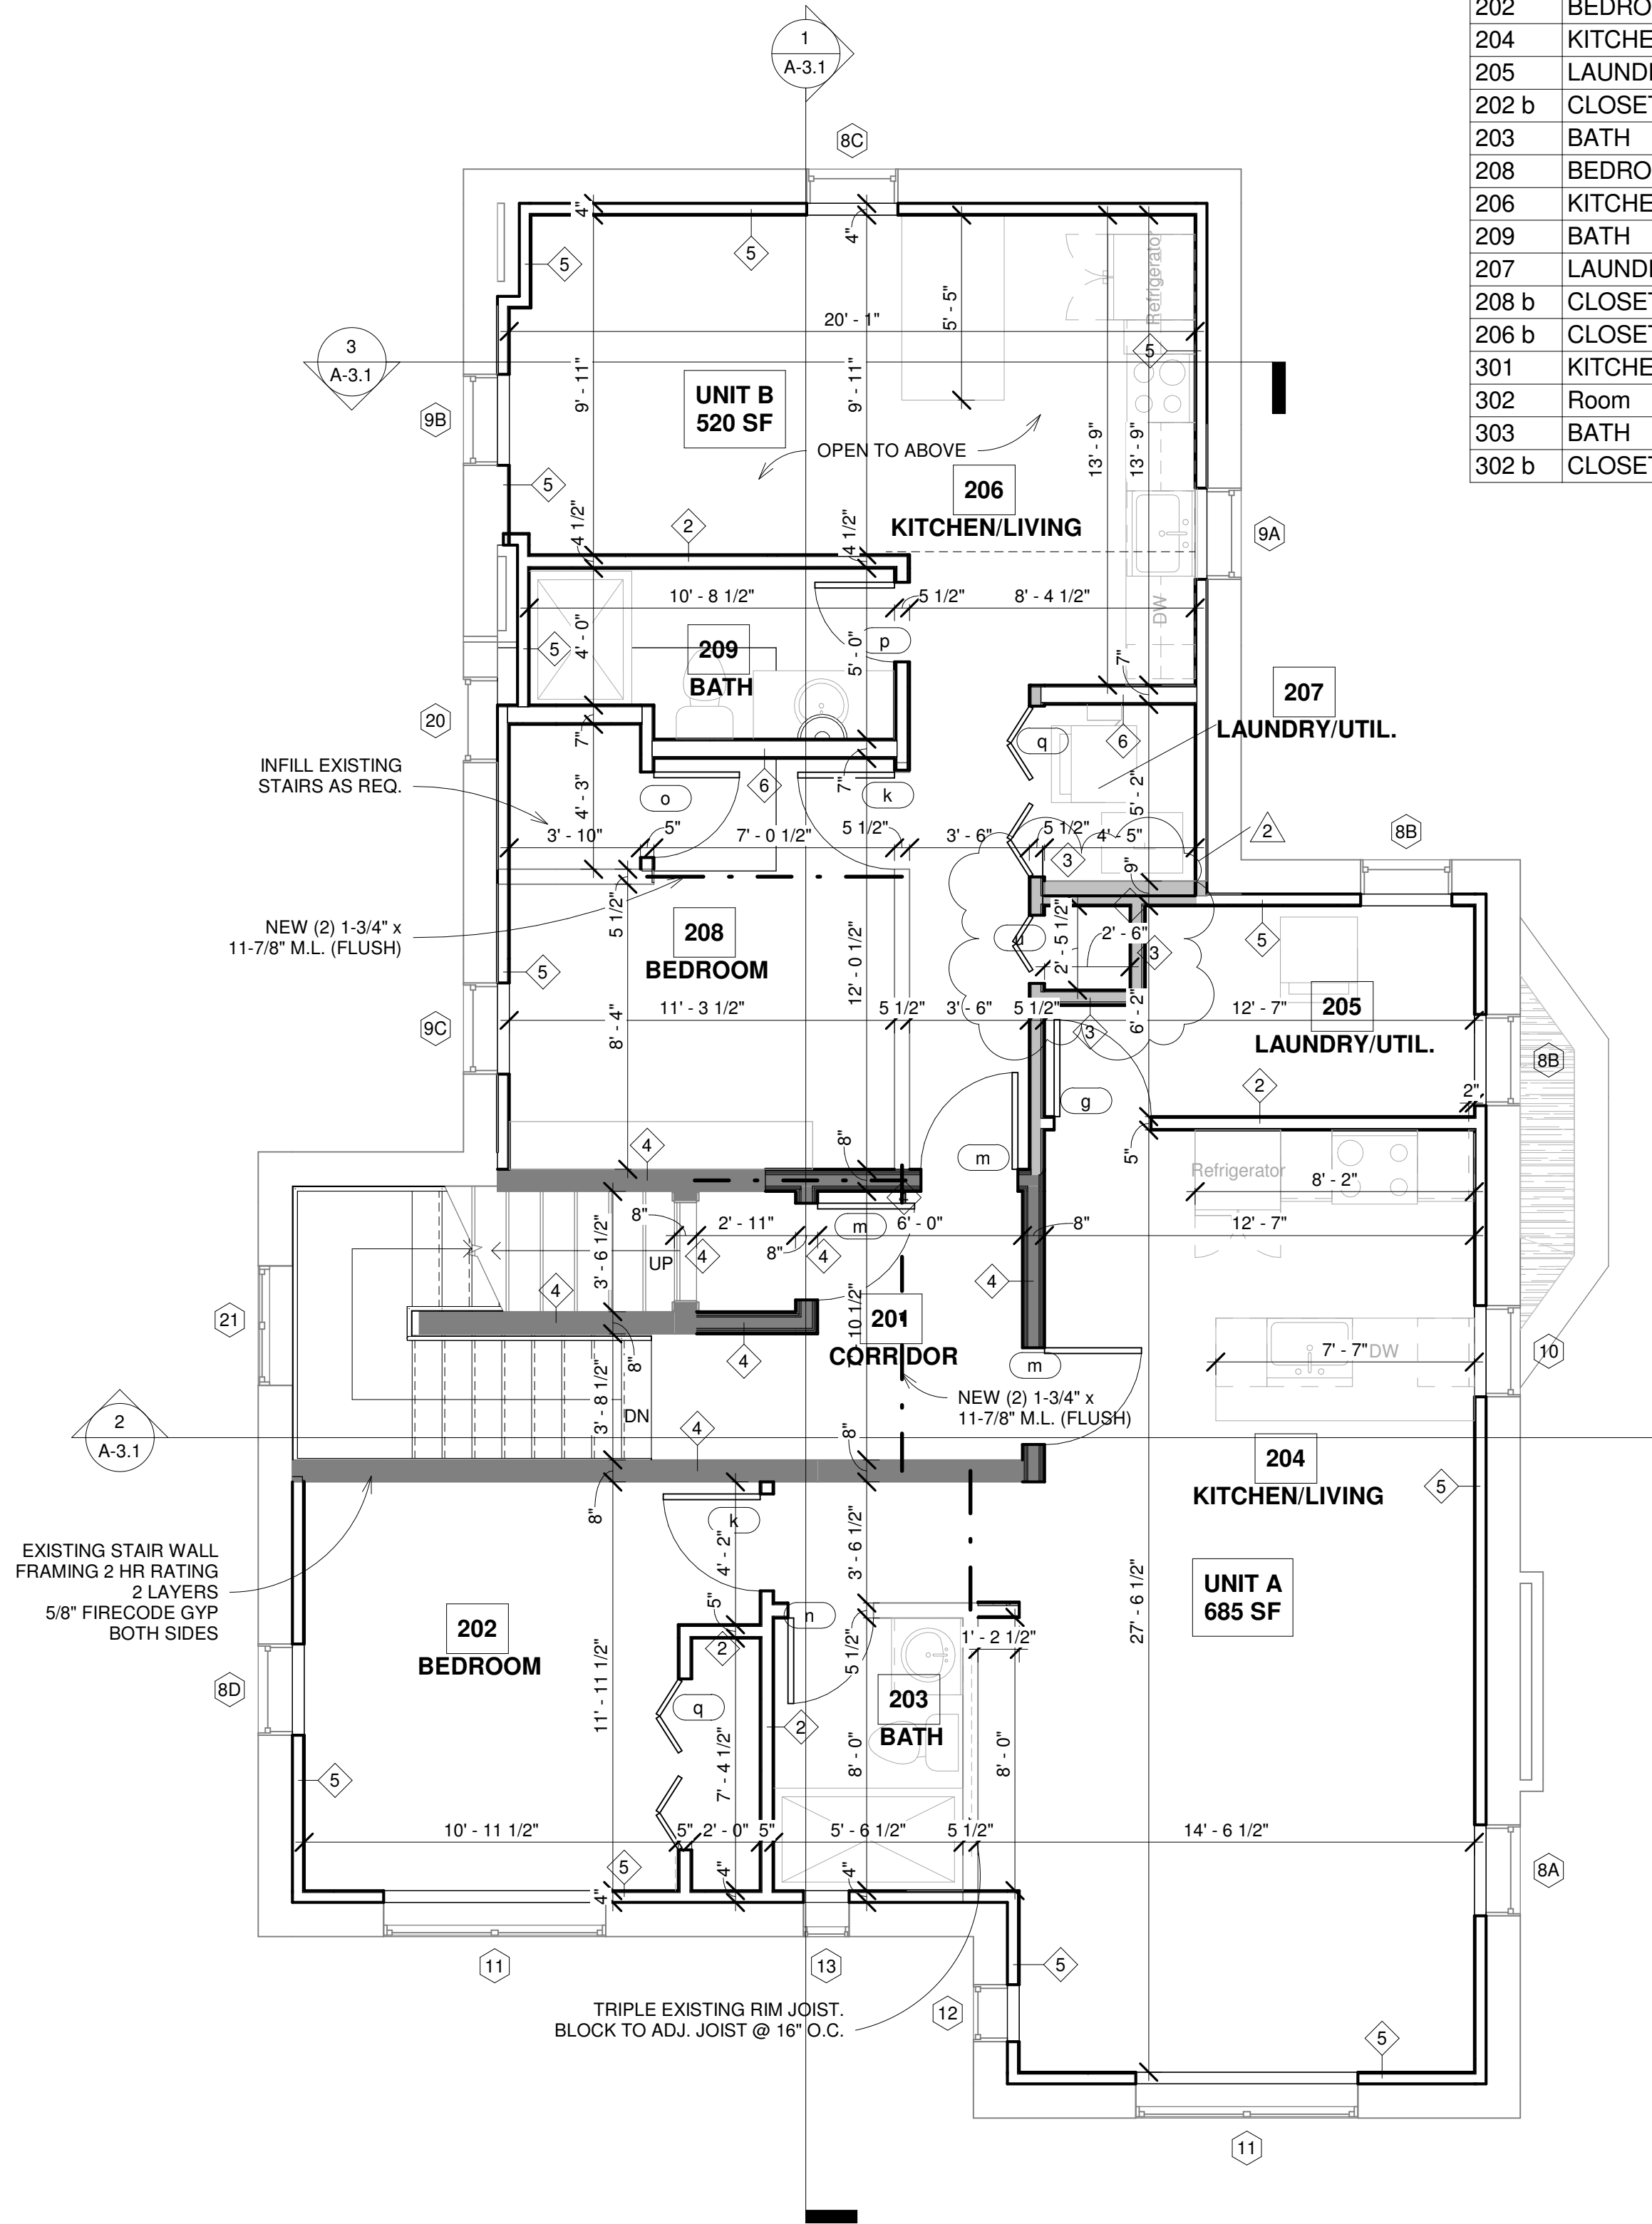 202 BEDRO
204 KITCHE
205 LAUND
202 b CLOSE
203 BATH
208 BEDRO
206 KITCHE
209 BATH
207 LAUND
208 b CLOSE
206 b CLOSE
301 KITCHE
302 Room
303 BATH
302 b CLOSE
1
A-3.1
8C
4"
4"
5
5
Refrigerator
5' - 5"
20' - 1"
3
A-3.1
5
9' - 11"
9' - 11"
UNIT B
520 SF
9B
13' - 9"
13' - 9"
OPEN TO ABOVE
5
206
KITCHEN/LIVING
4 1/2"
4 1/2"
2
9A
10' - 8 1/2"
5 1/2"
8' - 4 1/2"
DW
4' - 0"
5
209
BATH
5' - 0"
p
7"
207
LAUNDRY/UTIL.
20
7"
q
6
INFILL EXISTING
STAIRS AS REQ.
4' - 3"
o
6
7"
k
5' - 2"
3' - 10"
5"
7' - 0 1/2"
5 1/2"
3' - 6"
5 1/2"
4' - 5"
2
8B
3
9"
NEW (2) 1-3/4" x
11-7/8" M.L. (FLUSH)
5 1/2"
208
BEDROOM
12' - 0 1/2"
u
2' - 5 1/2"
2' - 6"
3
5
5
9C
8' - 4"
11' - 3 1/2"
5 1/2"
3' - 6"
5 1/2"
3
6' - 2"
12' - 7"
205
LAUNDRY/UTIL.
8B
g
2
2"
4
8"
m
5"
Refrigerator
8' - 2"
8"
2' - 11"
m
6' - 0"
8"
12' - 7"
3' - 6 1/2"
UP
4
8"
4
4
4
21
10 1/2"
201
CORRIDOR
8"
4
m
7' - 7"
DW
10
NEW (2) 1-3/4" x
11-7/8" M.L. (FLUSH)
3' - 8 1/2"
DN
4
8"
2
A-3.1
204
KITCHEN/LIVING
5
8"
k
4' - 2"
3' - 6 1/2"
EXISTING STAIR WALL
FRAMING 2 HR RATING
2 LAYERS
5/8" FIRECODE GYP
BOTH SIDES
27' - 6 1/2"
UNIT A
685 SF
202
BEDROOM
5"
n
2
5 1/2"
1' - 2 1/2"
8D
11' - 11 1/2"
q
2
203
BATH
7' - 4 1/2"
8' - 0"
8' - 0"
5
10' - 11 1/2"
5"
2' - 0"
5"
5' - 6 1/2"
5 1/2"
14' - 6 1/2"
8A
5
4"
4"
4"
11
13
5
12
TRIPLE EXISTING RIM JOIST.
BLOCK TO ADJ. JOIST @ 16" O.C.
5
11